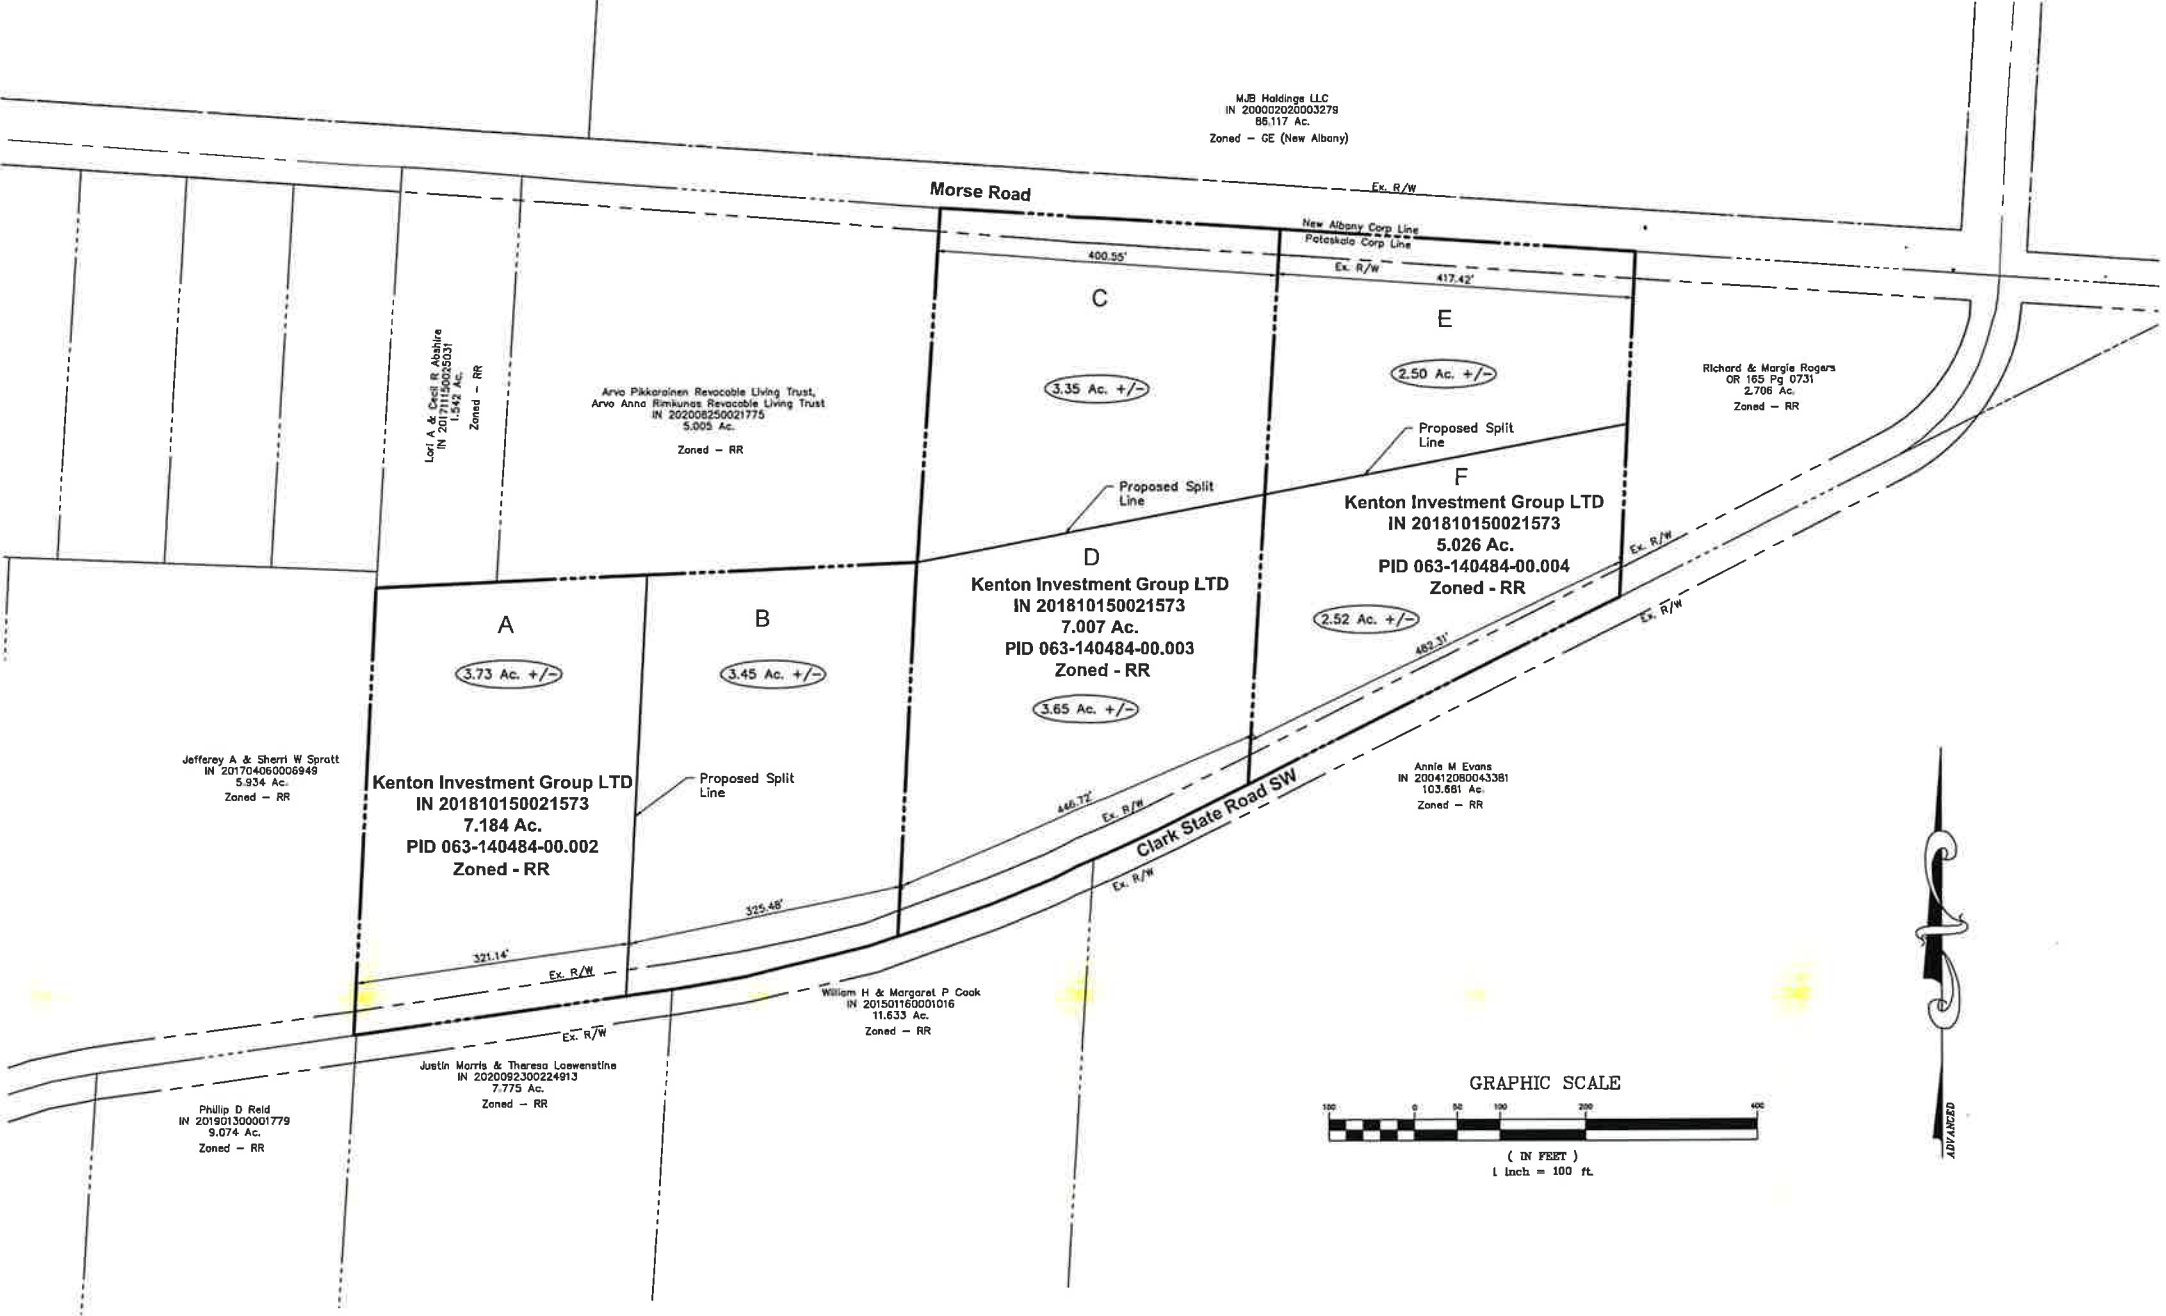 MJB Holdings LLC
IN 200002020003279
86.117 Ac.
Zoned - GE (New Albany)
Ex. R/W
Morse Road
New Albany Corp Line
Pataskala Corp Line
Ex. R/W
400.55'
417.42'
C
E
3.35 Ac. +/-
2.50 Ac. +/-
Richard & Margie Rogers
OR 165 Pg 0731
2.706 Ac.
Zoned - RR
Lori A & Cecil R Abshire
IN 201711150025031
1.542 Ac.
Zoned - RR
Arvo Pikkarainen Revocable Living Trust,
Arvo Anna Rimkunas Revocable Living Trust
IN 202008250021775
5.005 Ac.
Zoned - RR
Proposed Split
Line
Proposed Split
Line
F
Kenton Investment Group LTD
IN 201810150021573
5.026 Ac.
PID 063-140484-00.004
Zoned - RR
2.52 Ac. +/-
Ex. R/W
Ex. R/W
482.31'
D
Kenton Investment Group LTD
IN 201810150021573
7.007 Ac.
PID 063-140484-00.003
Zoned - RR
3.65 Ac. +/-
A
B
3.73 Ac. +/-
3.45 Ac. +/-
Jefferey A & Sherri W Spratt
IN 201704060006949
5.934 Ac.
Zoned - RR
Kenton Investment Group LTD
IN 201810150021573
7.184 Ac.
PID 063-140484-00.002
Zoned - RR
Proposed Split
Line
Annie M Evans
IN 200412080043381
103.681 Ac.
Zoned - RR
446.72'
Ex. R/W
Clark State Road SW
Ex. R/W
325.48'
321.14'
Ex. R/W
Ex. R/W
William H & Margaret P Cook
IN 201501160001016
11.633 Ac.
Zoned - RR
Justin Morris & Theresa Loewenstine
IN 2020092300224913
7.775 Ac.
Zoned - RR
Phillip D Reid
IN 201901300001779
9.074 Ac.
Zoned - RR
GRAPHIC SCALE
100 0 50 100 200 400
( IN FEET )
1 inch = 100 ft.
ADVANCED